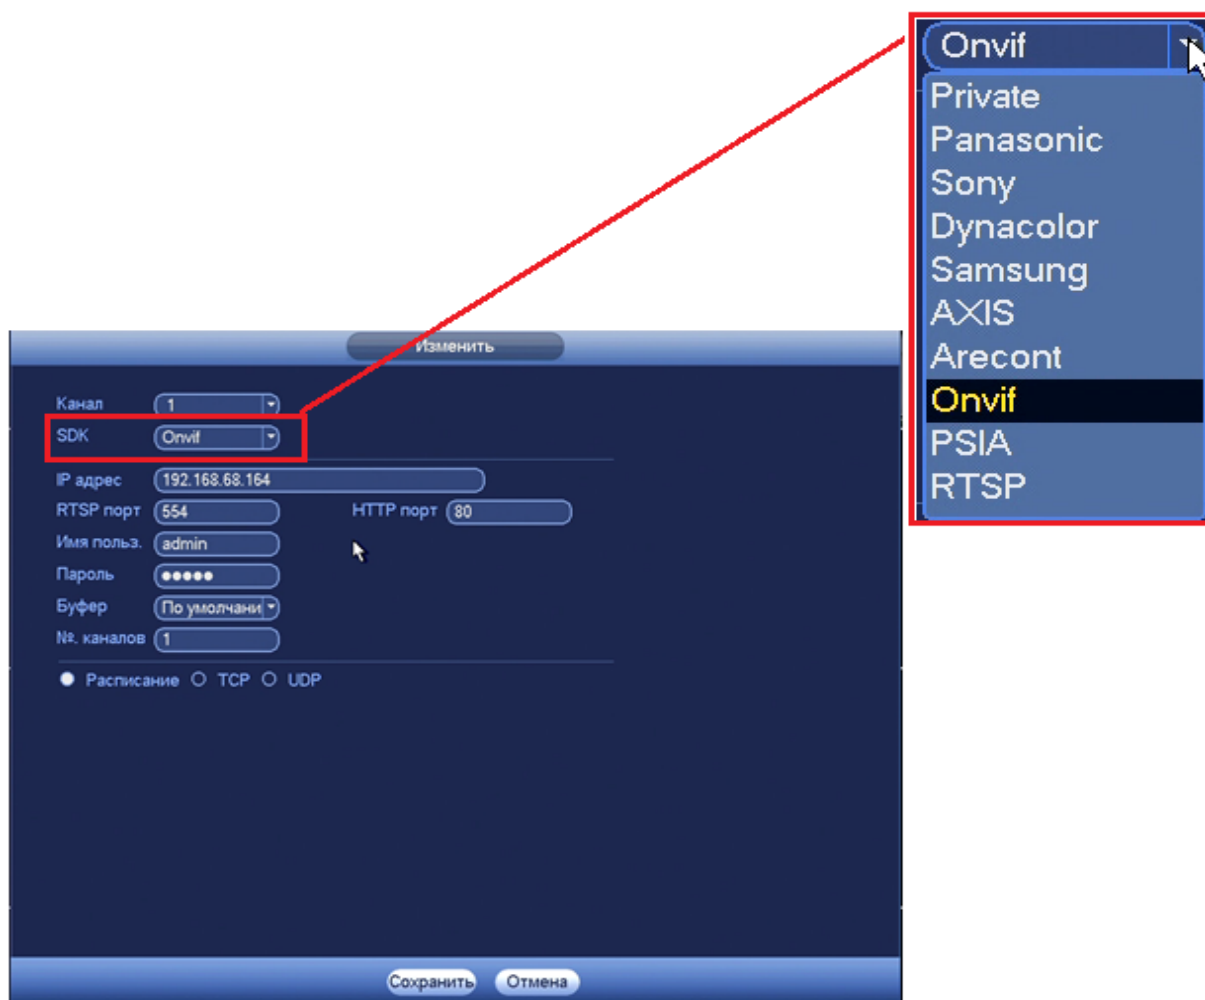 Onvif
Private
Panasonic
Sony
Dynacolor
Samsung
AXIS
Arecont
Onvif
PSIA
RTSP
Изменить
Канал 1
SDK Onvif
IP адрес 192.168.68.164
RTSP порт 554 HTTP порт 80
Имя польз. admin
Пароль ●●●●●
Буфер По умолчани
№. каналов 1
Расписание TCP UDP
Сохранить Отмена